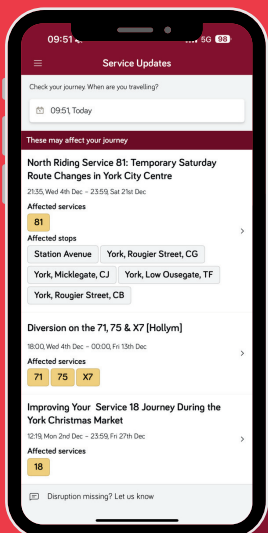 09:51
5G 98
Service Updates
Check your journey. When are you travelling?
09:51, Today
These may affect your journey
North Riding Service 81: Temporary Saturday
Route Changes in York City Centre
21:35, Wed 4th Dec - 23:59, Sat 21st Dec
Affected services
81
Affected stops
Station Avenue
York, Rougier Street, CG
York, Micklegate, CJ
York, Low Ousegate, TF
York, Rougier Street, CB
Diversion on the 71, 75 & X7 [Hollym]
18:00, Wed 4th Dec - 00:00, Fri 13th Dec
Affected services
71 75 X7
Improving Your Service 18 Journey During the
York Christmas Market
12:19, Mon 2nd Dec - 23:59, Fri 27th Dec
Affected services
18
Disruption missing? Let us know